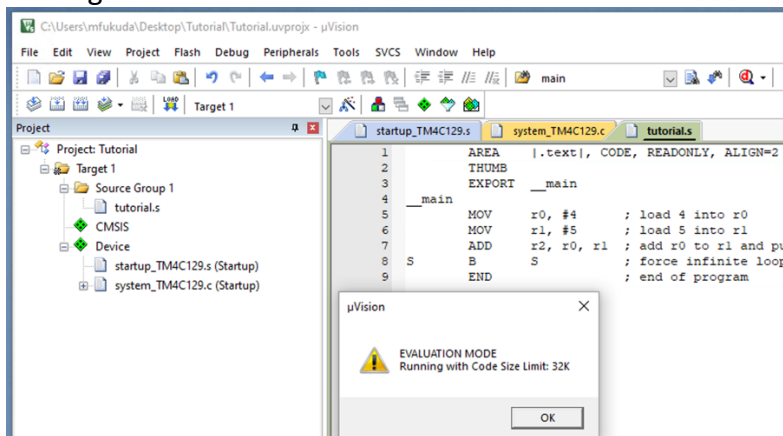 C:\Users\mfukuda\Desktop\Tutorial\Tutorial.uvprojx - µVision
File Edit View Project Flash Debug Peripherals Tools SVCS Window Help
main
LOAD
Target 1
Project
Project: Tutorial
Target 1
Source Group 1
tutorial.s
CMSIS
Device
startup_TM4C129.s (Startup)
system_TM4C129.c (Startup)
startup_TM4C129.s system_TM4C129.c tutorial.s
1 AREA |.text|, CODE, READONLY, ALIGN=2
2 THUMB
3 EXPORT __main
4 __main
5 MOV r0, #4 ; load 4 into r0
6 MOV r1, #5 ; load 5 into r1
7 ADD r2, r0, r1 ; add r0 to r1 and pu
8 S B S ; force infinite loop
9 END ; end of program
µVision
EVALUATION MODE
Running with Code Size Limit: 32K
OK